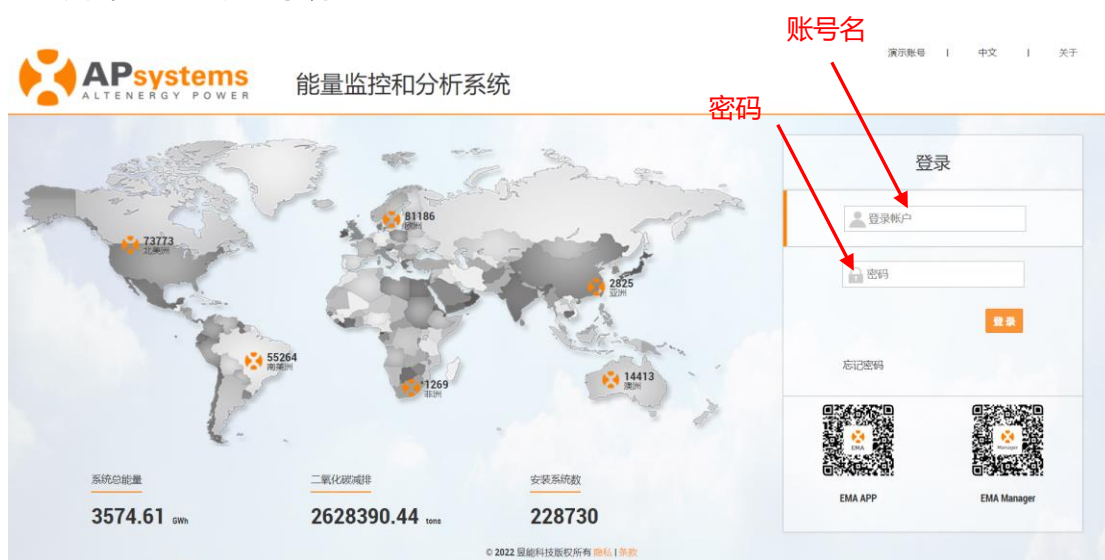 账号名
演示账号 | 中文 | 关于
APsystems
ALTENERGY POWER
能量监控和分析系统
密码
登录
登录帐户
密码
登录
忘记密码
81186
欧洲
73773
北美洲
2825
亚洲
55264
南美洲
1269
非洲
14413
澳洲
EMA
Manager
EMA APP
EMA Manager
系统总能量
二氧化碳减排
安装系统数
3574.61 GWh
2628390.44 tons
228730
© 2022 昱能科技版权所有 隐私 | 条款